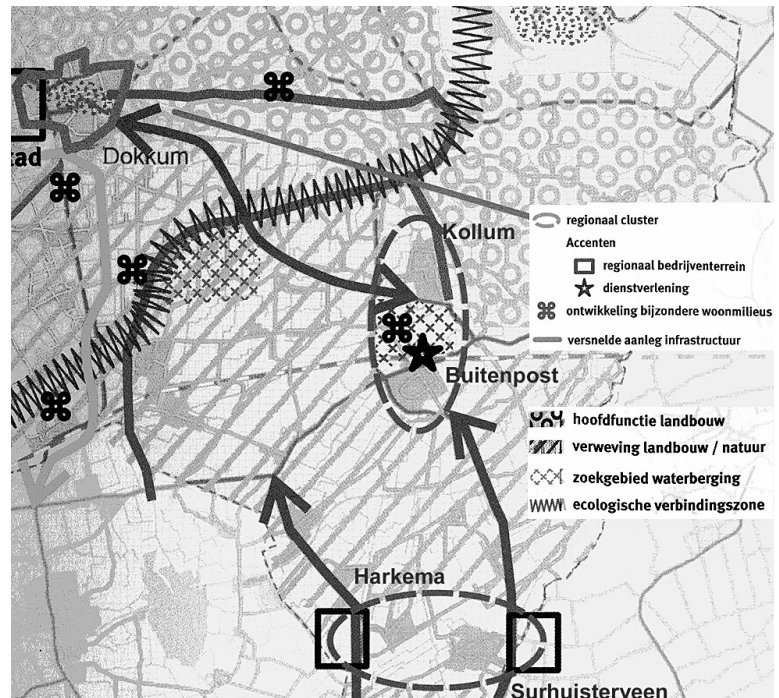 tad
Dokkum
Kollum
Buitenpost
Harkema
Surhuisterveen
regionaal cluster
Accenten
regionaal bedrijventerrein
dienstverlening
ontwikkeling bijzondere woonmilieus
versnelde aanleg infrastructuur
hoofdfunctie landbouw
verweving landbouw / natuur
zoekgebied waterberging
ecologische verbindingszone